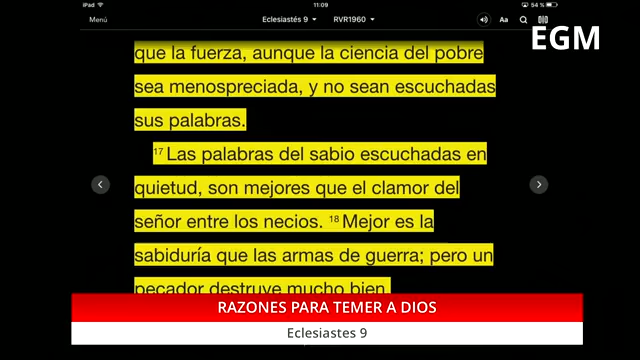 iPad
11:09
54 %
Menú
Eclesiastés 9
RVR1960
Aa
EGM
que la fuerza, aunque la ciencia del pobre
sea menospreciada, y no sean escuchadas
sus palabras.
17 Las palabras del sabio escuchadas en
quietud, son mejores que el clamor del
señor entre los necios. 18 Mejor es la
sabiduría que las armas de guerra; pero un
pecador destruye mucho bien.
RAZONES PARA TEMER A DIOS
Eclesiastes 9